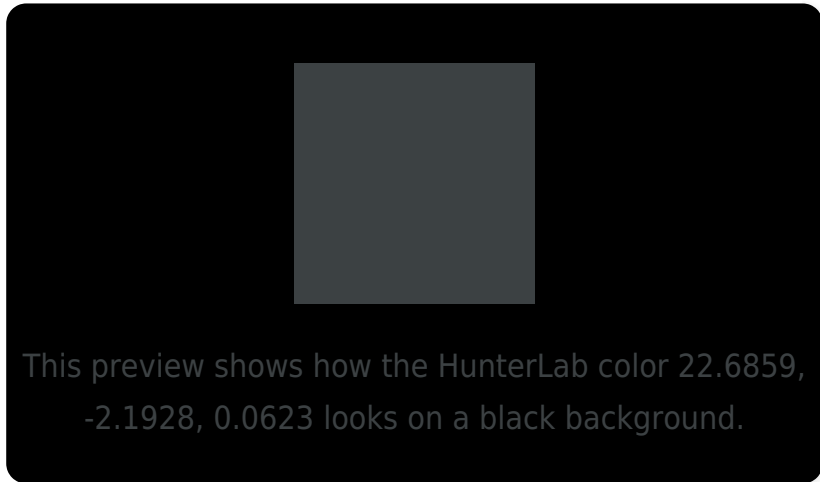 This preview shows how the HunterLab color 22.6859,
-2.1928, 0.0623 looks on a black background.